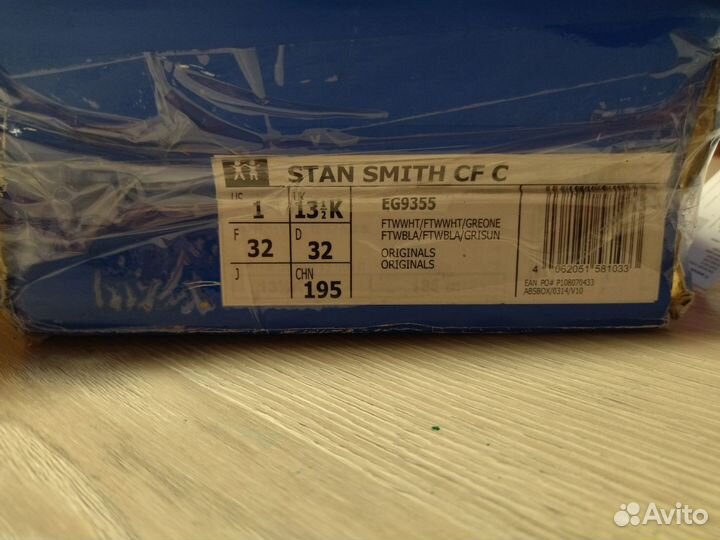 STAN SMITH CF C
US 1
UK 13½K
F 32
D 32
J
CHN 195
EG9355
FTWWHT/FTWWHT/GREONE
FTWBLA/FTWBLA/GRISUN
ORIGINALS
ORIGINALS
4 062051 581033
EAN PO# P108070433
ABSBOX/0314/V10
Avito